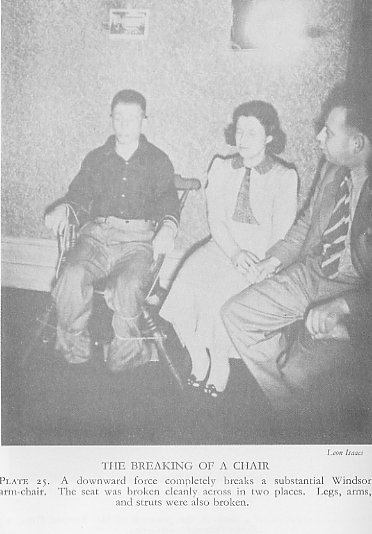 Leon Isaacs
THE BREAKING OF A CHAIR
PLATE 25. A downward force completely breaks a substantial Windsor
arm-chair. The seat was broken cleanly across in two places. Legs, arms,
and struts were also broken.